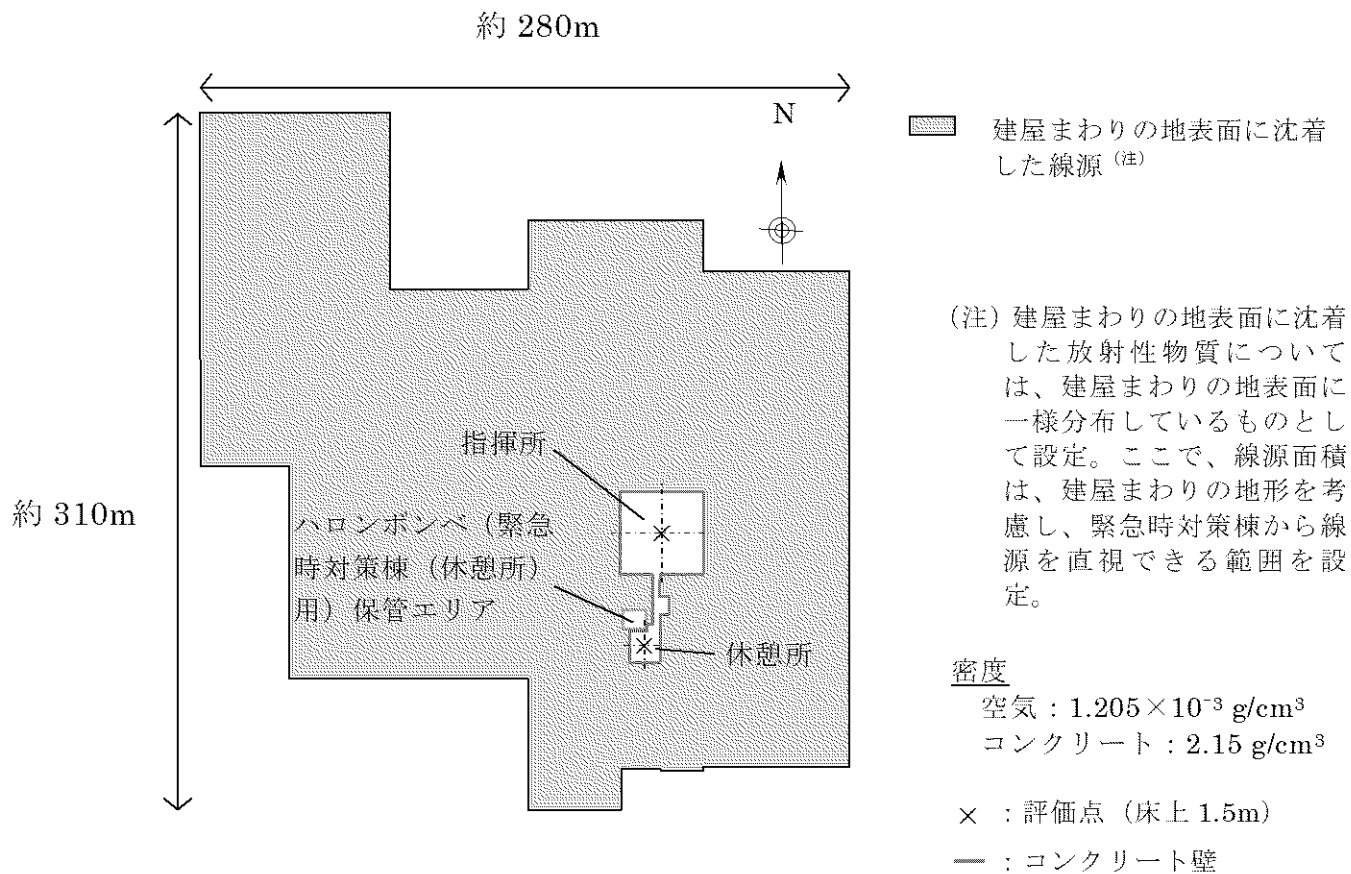 約 280m
N
建屋まわりの地表面に沈着
した線源 (注)
(注) 建屋まわりの地表面に沈着
した放射性物質について
は、建屋まわりの地表面に
一様分布しているものとし
て設定。ここで、線源面積
は、建屋まわりの地形を考
慮し、緊急時対策棟から線
源を直視できる範囲を設
定。
約 310m
指揮所
ハロンボンベ（緊急
時対策棟（休憩所）
用）保管エリア
休憩所
密度
空気：1.205×10⁻³ g/cm³
コンクリート：2.15 g/cm³
× ：評価点（床上 1.5m）
：コンクリート壁